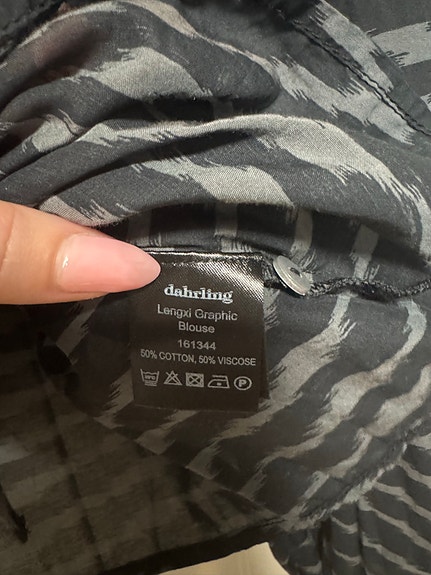 dahrling
Lengxi Graphic
Blouse
161344
50% COTTON, 50% VISCOSE